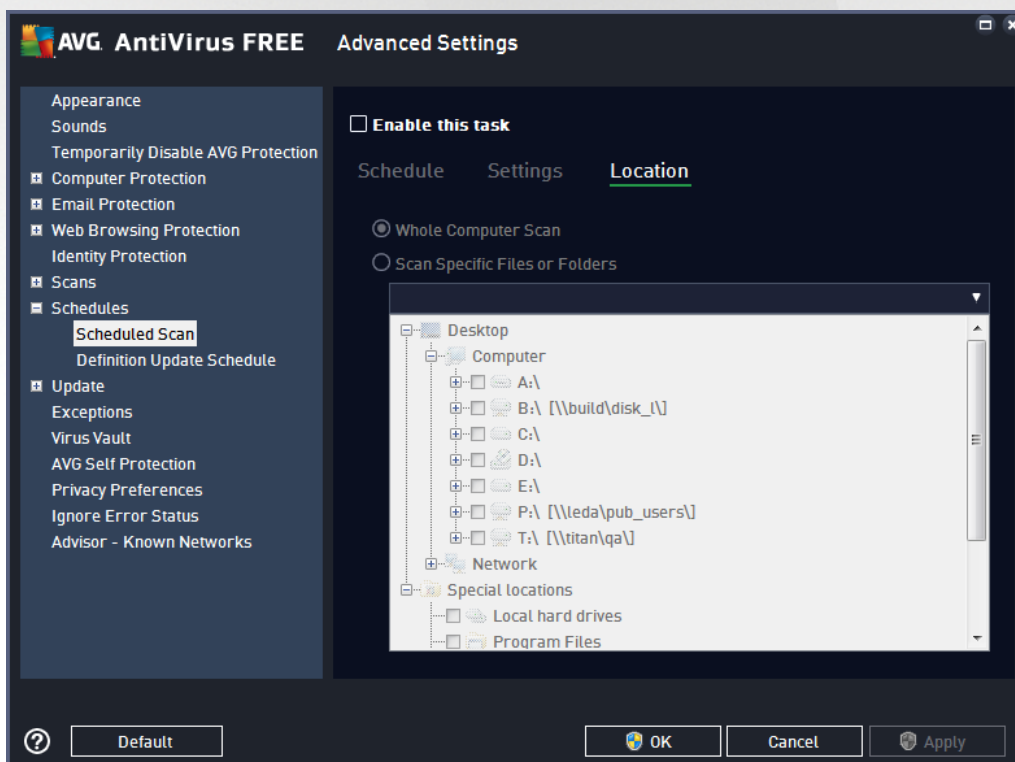 AVG. AntiVirus FREE Advanced Settings
Appearance
Sounds
Temporarily Disable AVG Protection
Computer Protection
Email Protection
Web Browsing Protection
Identity Protection
Scans
Schedules
Scheduled Scan
Definition Update Schedule
Update
Exceptions
Virus Vault
AVG Self Protection
Privacy Preferences
Ignore Error Status
Advisor - Known Networks
Enable this task
Schedule Settings Location
Whole Computer Scan
Scan Specific Files or Folders
Desktop
Computer
A:\
B:\ [\\build\disk_l\]
C:\
D:\
E:\
P:\ [\\leda\pub_users\]
T:\ [\\titan\qa\]
Network
Special locations
Local hard drives
Program Files
? Default OK Cancel Apply